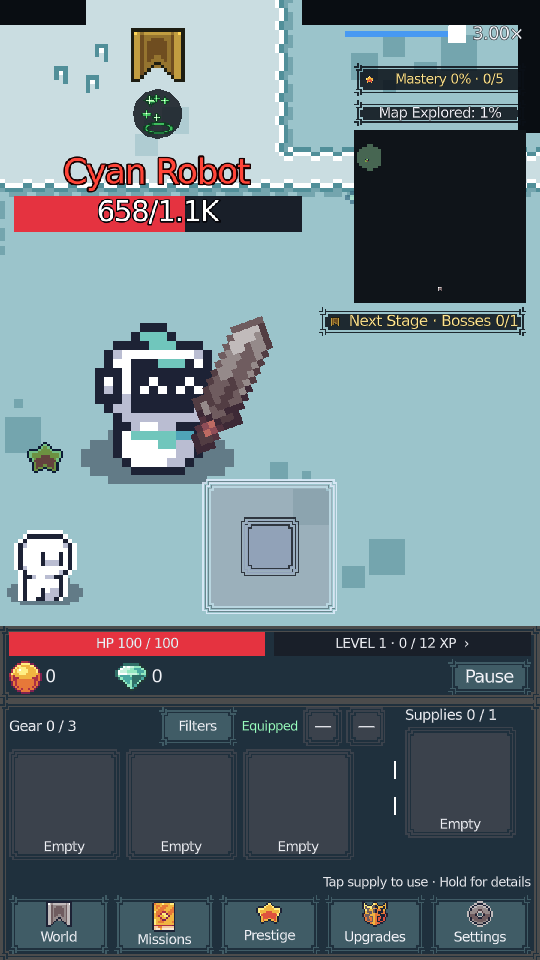 3.00×
Mastery 0% · 0/5
Map Explored: 1%
Cyan Robot
658/1.1K
Next Stage · Bosses 0/1
HP 100 / 100
LEVEL 1 · 0 / 12 XP ›
0
0
Pause
Gear 0 / 3
Filters
Equipped
—
—
Supplies 0 / 1
Empty
Empty
Empty
Empty
Tap supply to use · Hold for details
World
Missions
Prestige
Upgrades
Settings